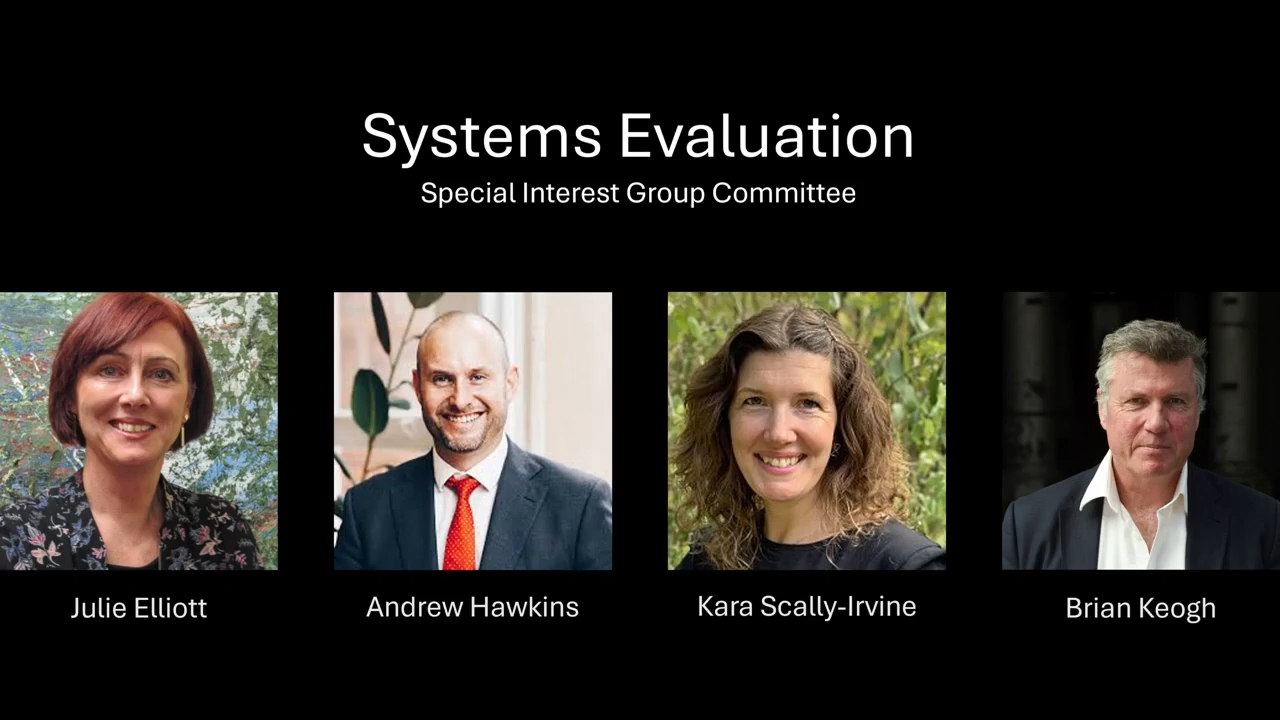 Systems Evaluation
Special Interest Group Committee
Julie Elliott
Andrew Hawkins
Kara Scally-Irvine
Brian Keogh